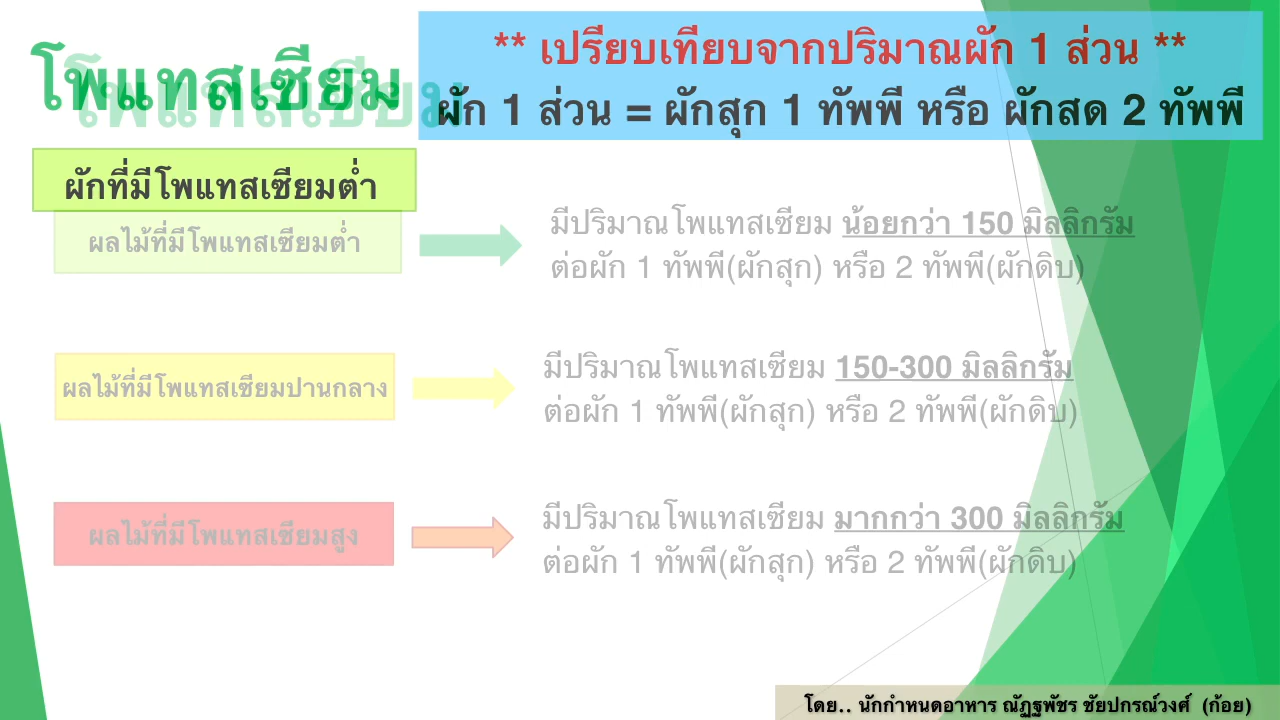 ** เปรียบเทียบจากปริมาณผัก 1 ส่วน **
ผัก 1 ส่วน = ผักสุก 1 ทัพพี หรือ ผักสด 2 ทัพพี
โพแทสเซียม
โพแทสเซียม
ผักที่มีโพแทสเซียมต่ำ
ผลไม้ที่มีโพแทสเซียมต่ำ
มีปริมาณโพแทสเซียม น้อยกว่า 150 มิลลิกรัม
ต่อผัก 1 ทัพพี(ผักสุก) หรือ 2 ทัพพี(ผักดิบ)
ผลไม้ที่มีโพแทสเซียมปานกลาง
มีปริมาณโพแทสเซียม 150-300 มิลลิกรัม
ต่อผัก 1 ทัพพี(ผักสุก) หรือ 2 ทัพพี(ผักดิบ)
ผลไม้ที่มีโพแทสเซียมสูง
มีปริมาณโพแทสเซียม มากกว่า 300 มิลลิกรัม
ต่อผัก 1 ทัพพี(ผักสุก) หรือ 2 ทัพพี(ผักดิบ)
โดย.. นักกำหนดอาหาร ณัฏฐพัชร ชัยปกรณ์วงศ์ (ก้อย)